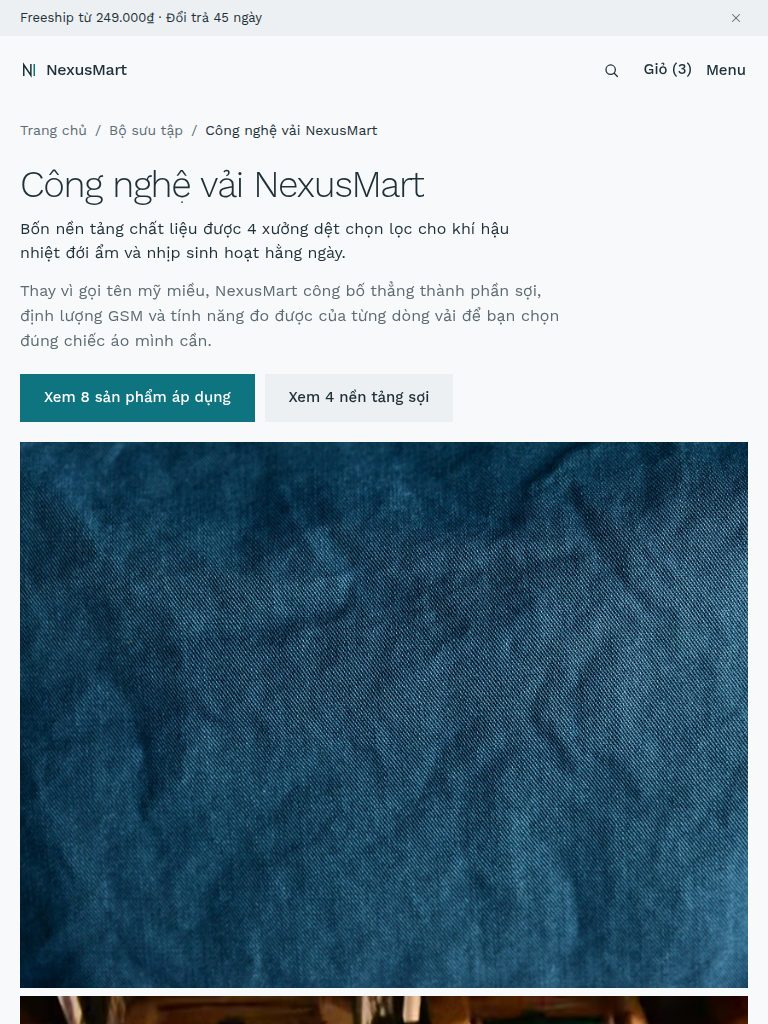 Freeship từ 249.000₫ · Đổi trả 45 ngày
NexusMart
Giỏ (3)
Menu
Trang chủ / Bộ sưu tập / Công nghệ vải NexusMart
Công nghệ vải NexusMart
Bốn nền tảng chất liệu được 4 xưởng dệt chọn lọc cho khí hậu
nhiệt đới ẩm và nhịp sinh hoạt hằng ngày.
Thay vì gọi tên mỹ miều, NexusMart công bố thẳng thành phần sợi,
định lượng GSM và tính năng đo được của từng dòng vải để bạn chọn
đúng chiếc áo mình cần.
Xem 8 sản phẩm áp dụng
Xem 4 nền tảng sợi